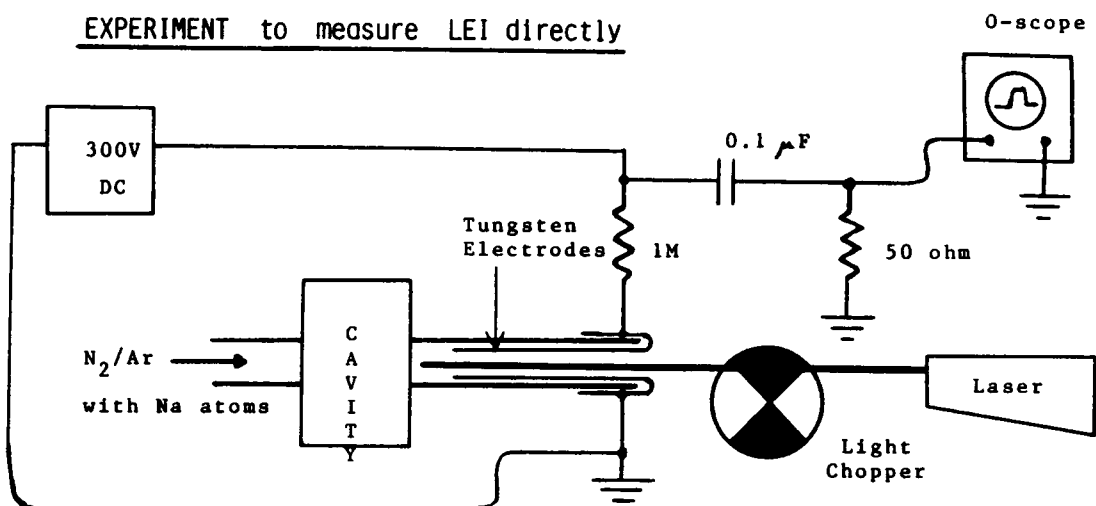 EXPERIMENT to measure LEI directly
O-scope
300V
DC
0.1 μF
Tungsten
Electrodes
1M
50 ohm
N₂/Ar
with Na atoms
CAVITY
Laser
Light
Chopper